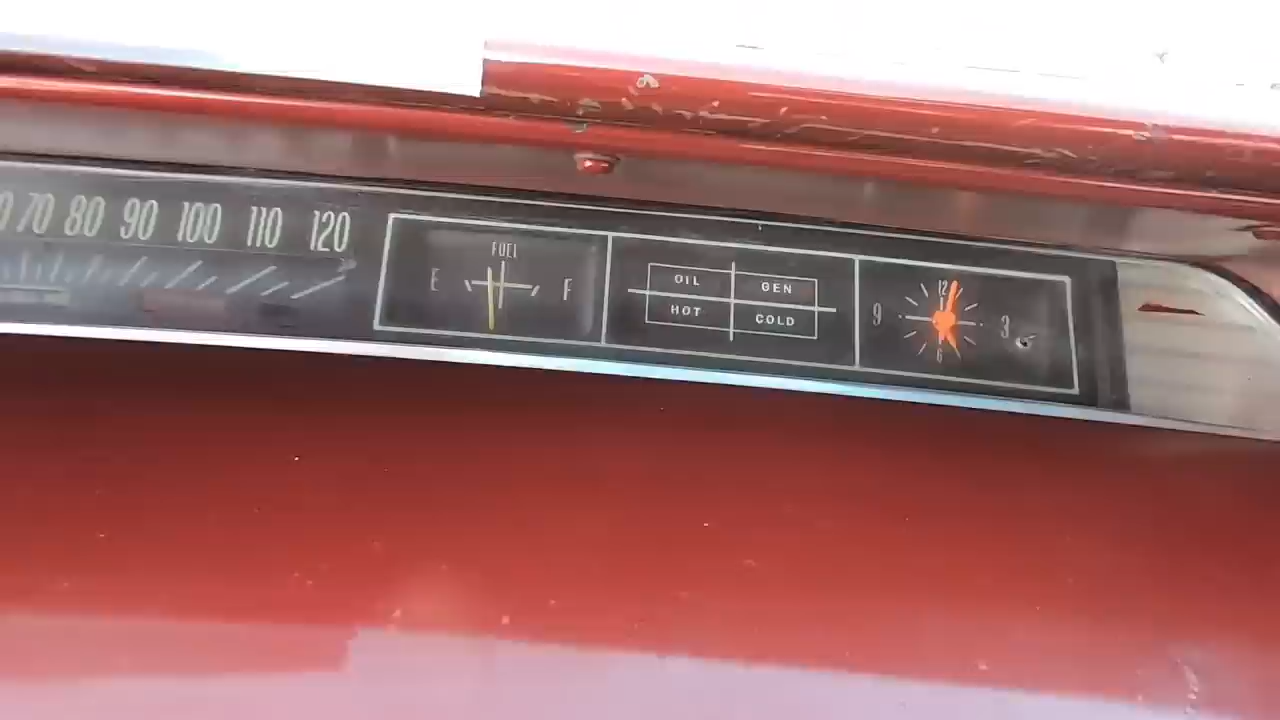 70 80 90 100 110 120
FUEL
E F
OIL GEN
HOT COLD
12
9 3
6